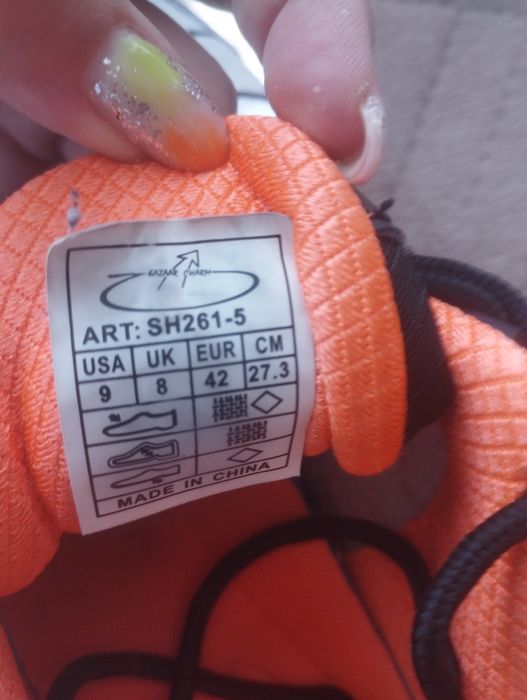 KAZAAR SHARM
ART: SH261-5
USA UK EUR CM
9 8 42 27.3
MADE IN CHINA